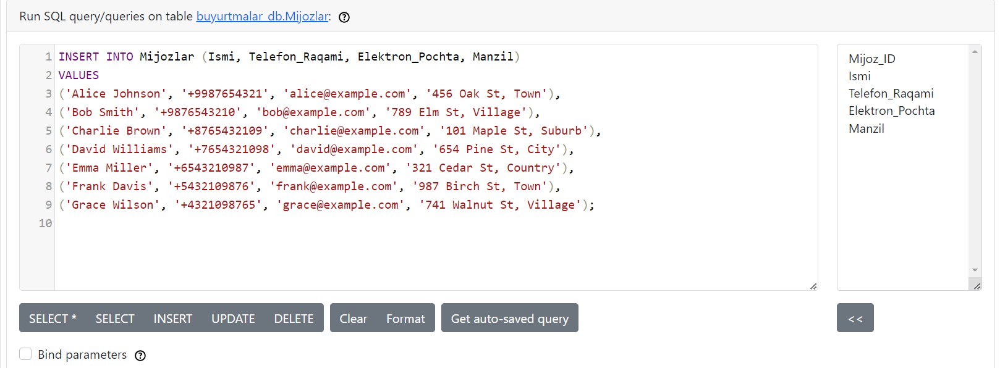 Run SQL query/queries on table buyurtmalar_db.Mijozlar:
1 INSERT INTO Mijozlar (Ismi, Telefon_Raqami, Elektron_Pochta, Manzil)
2 VALUES
3 ('Alice Johnson', '+9987654321', 'alice@example.com', '456 Oak St, Town'),
4 ('Bob Smith', '+9876543210', 'bob@example.com', '789 Elm St, Village'),
5 ('Charlie Brown', '+8765432109', 'charlie@example.com', '101 Maple St, Suburb'),
6 ('David Williams', '+7654321098', 'david@example.com', '654 Pine St, City'),
7 ('Emma Miller', '+6543210987', 'emma@example.com', '321 Cedar St, Country'),
8 ('Frank Davis', '+5432109876', 'frank@example.com', '987 Birch St, Town'),
9 ('Grace Wilson', '+4321098765', 'grace@example.com', '741 Walnut St, Village');
10
Mijoz_ID
Ismi
Telefon_Raqami
Elektron_Pochta
Manzil
SELECT * SELECT INSERT UPDATE DELETE Clear Format Get auto-saved query <<
Bind parameters